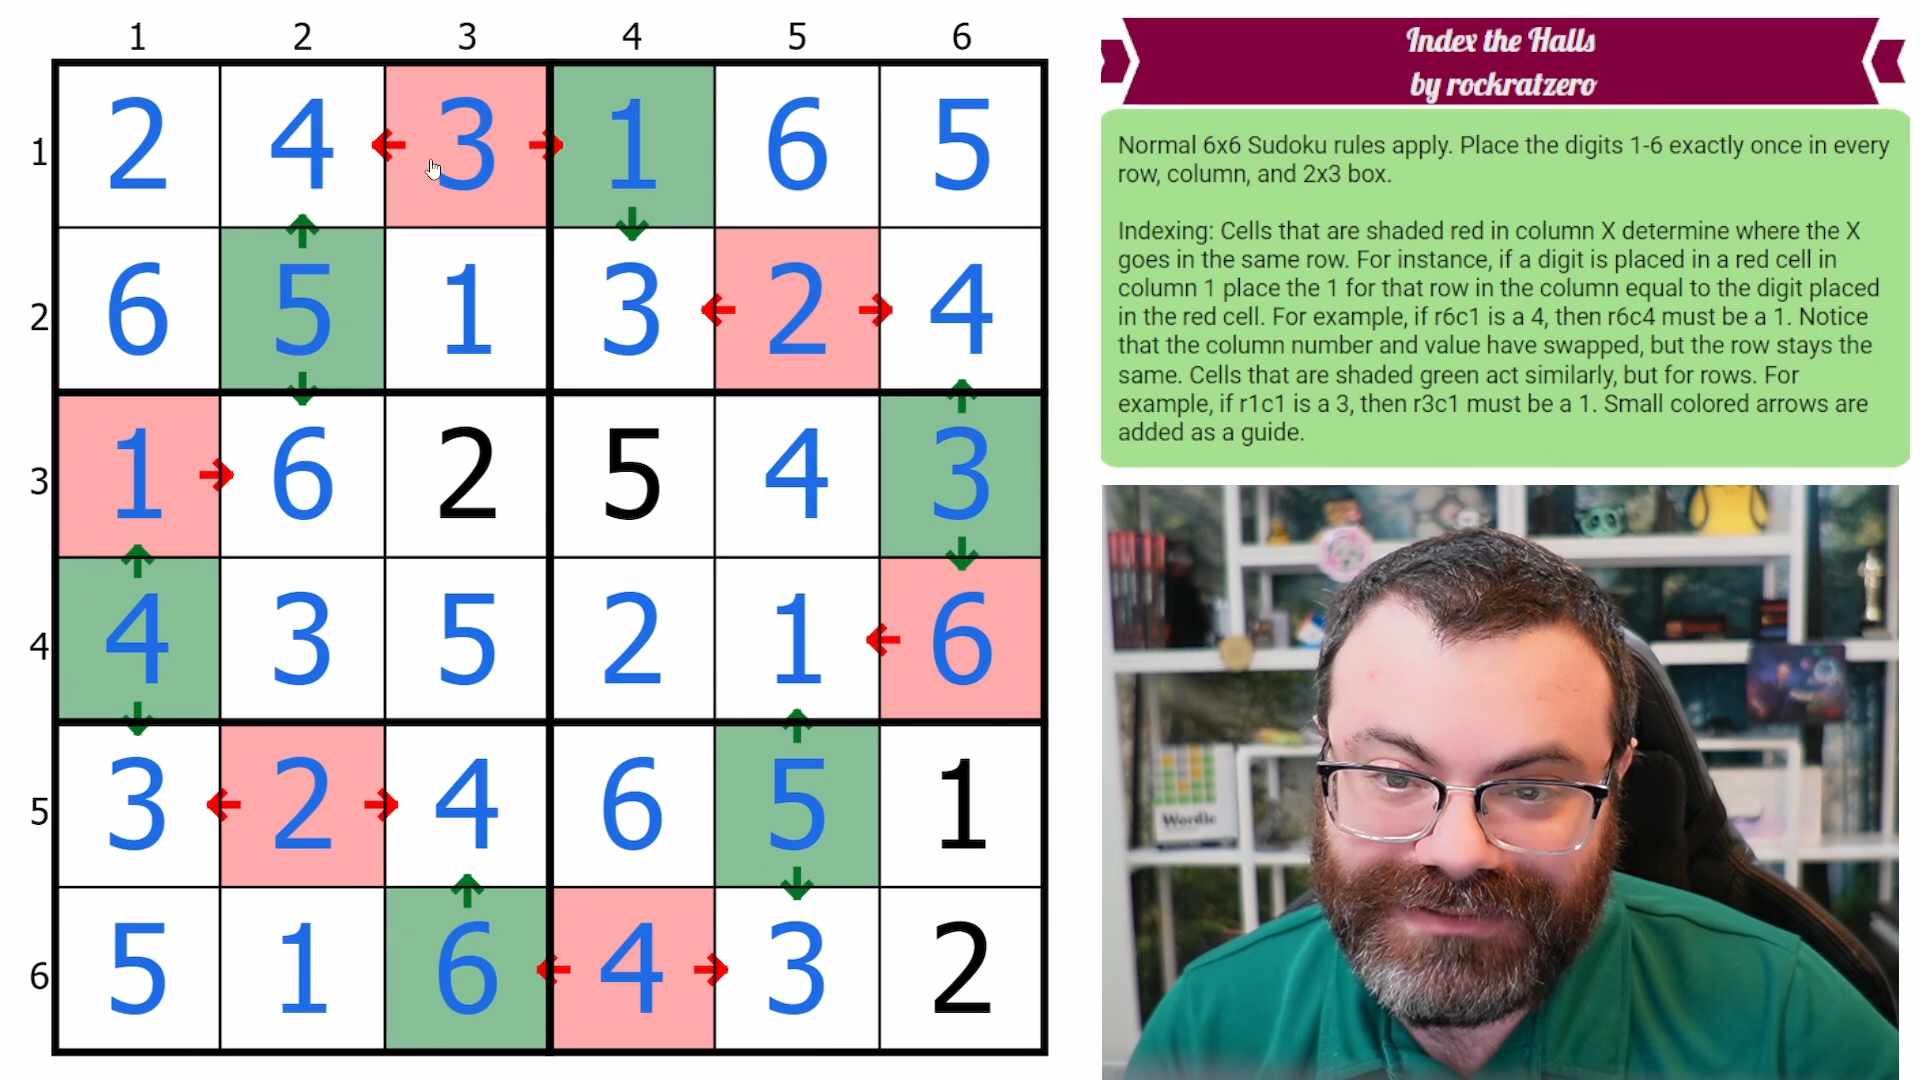 1 2 3 4 5 6
1 2 4 3 1 6 5
2 6 5 1 3 2 4
3 1 6 2 5 4 3
4 4 3 5 2 1 6
5 3 2 4 6 5 1
6 5 1 6 4 3 2
Index the Halls
by rockratzero
Normal 6x6 Sudoku rules apply. Place the digits 1-6 exactly once in every
row, column, and 2x3 box.
Indexing: Cells that are shaded red in column X determine where the X
goes in the same row. For instance, if a digit is placed in a red cell in
column 1 place the 1 for that row in the column equal to the digit placed
in the red cell. For example, if r6c1 is a 4, then r6c4 must be a 1. Notice
that the column number and value have swapped, but the row stays the
same. Cells that are shaded green act similarly, but for rows. For
example, if r1c1 is a 3, then r3c1 must be a 1. Small colored arrows are
added as a guide.
Wordle